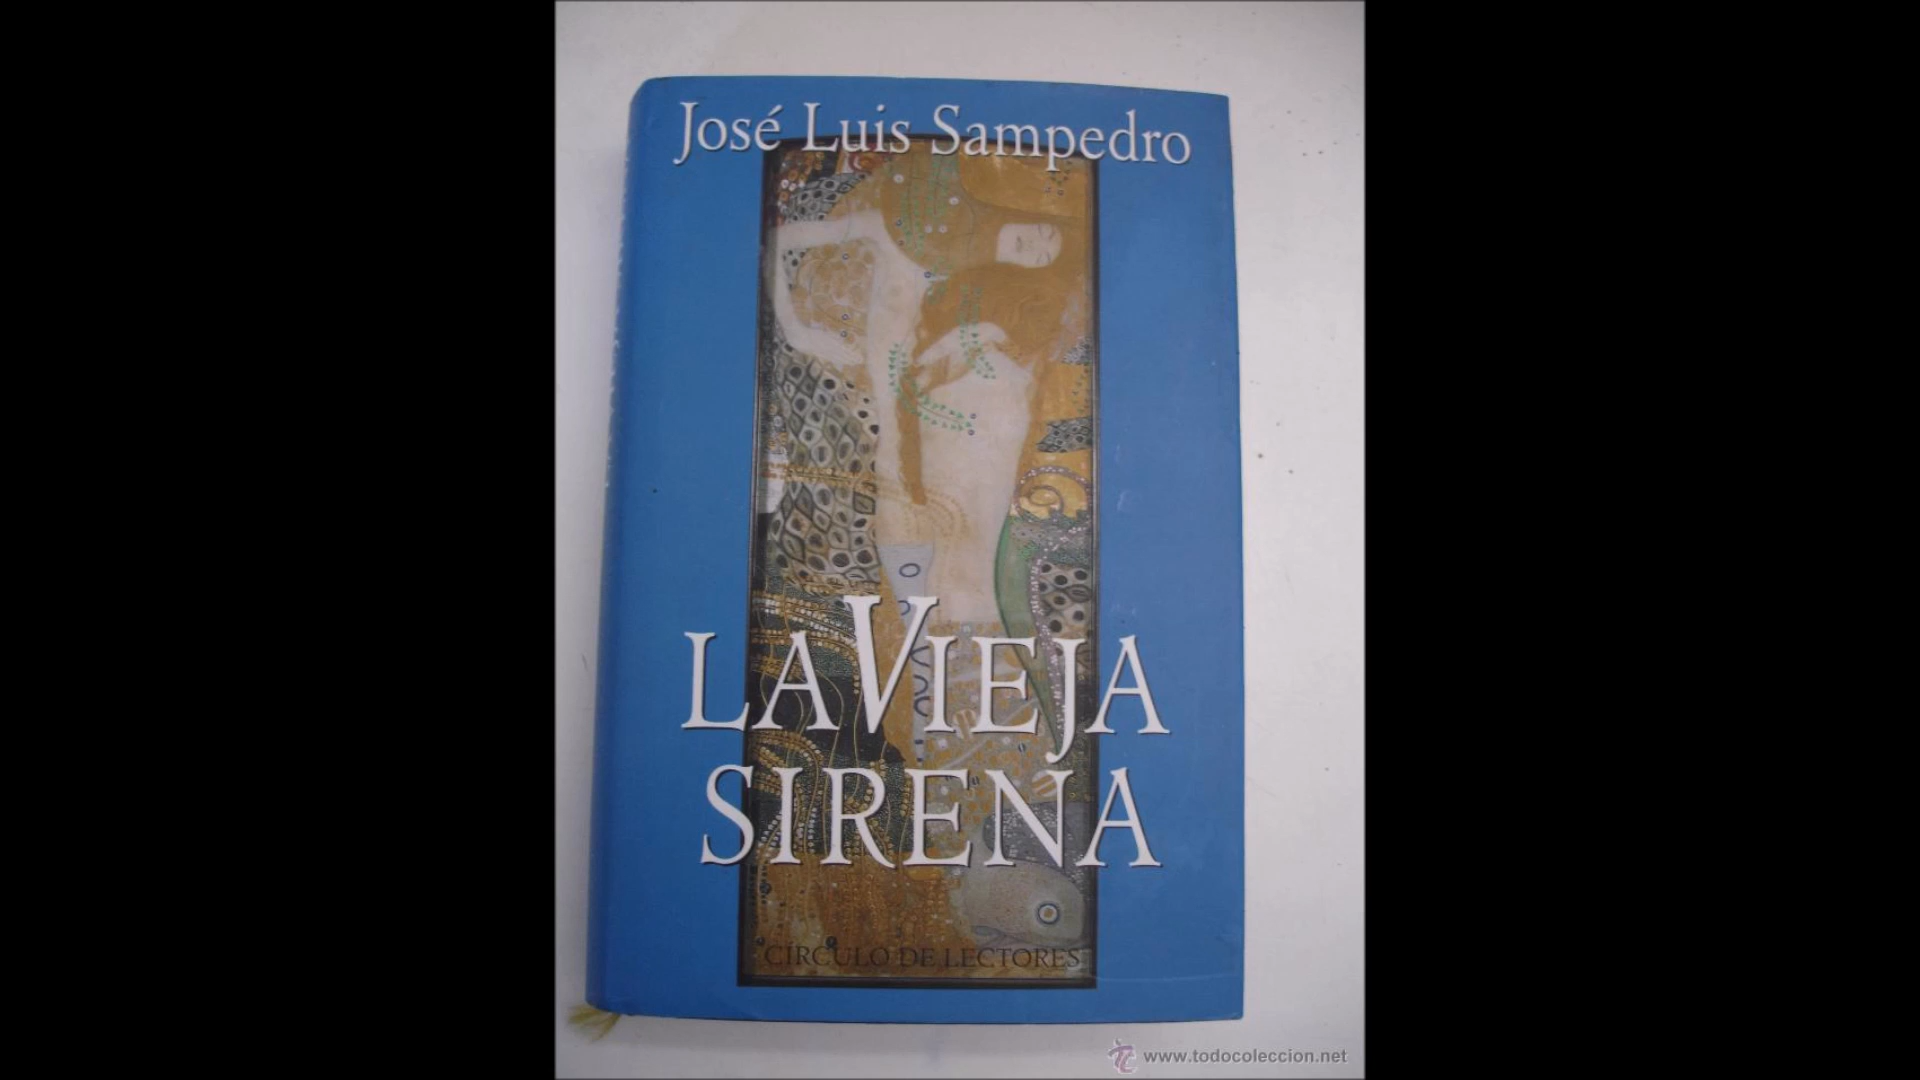 José Luis Sampedro
LA VIEJA
SIRENA
CÍRCULO DE LECTORES
www.todocoleccion.net